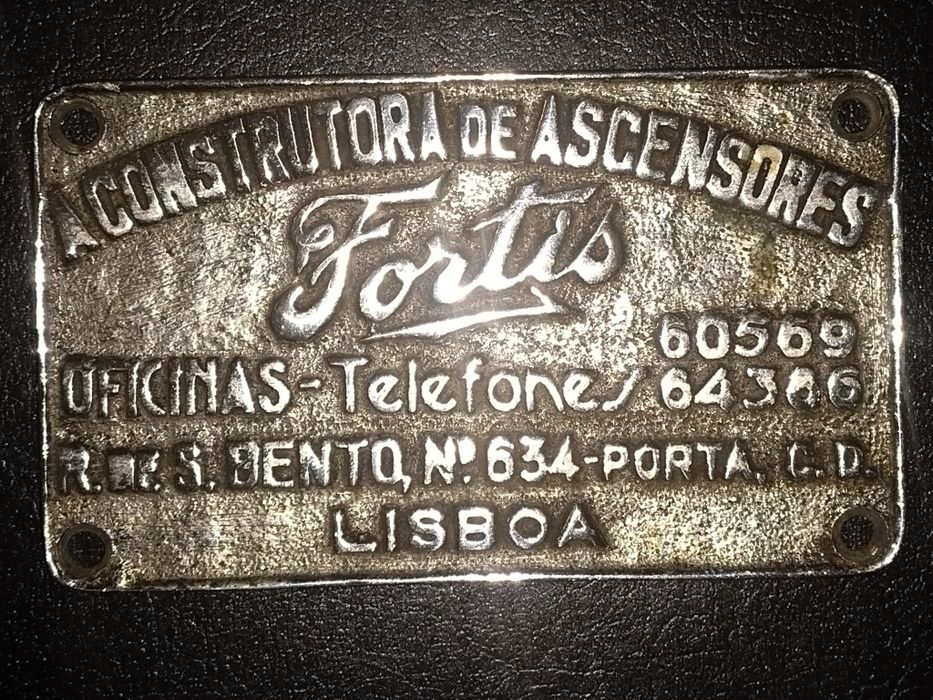 A CONSTRUTORA DE ASCENSORES
Fortis
60569
OFICINAS-Telefones 64386
R. DE S. BENTO, Nº 634-PORTA, C. D.
LISBOA